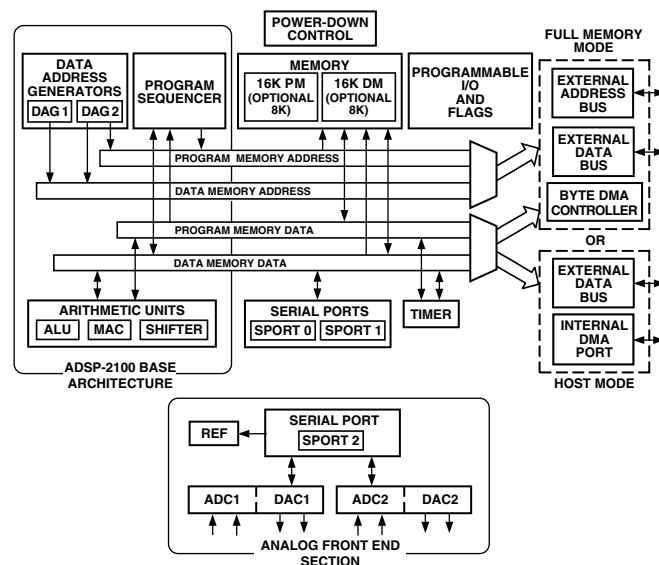 POWER-DOWN
CONTROL
FULL MEMORY
MODE
DATA
ADDRESS
GENERATORS
DAG 1
DAG 2
PROGRAM
SEQUENCER
MEMORY
16K PM
(OPTIONAL
8K)
16K DM
(OPTIONAL
8K)
PROGRAMMABLE
I/O
AND
FLAGS
EXTERNAL
ADDRESS
BUS
EXTERNAL
DATA
BUS
BYTE DMA
CONTROLLER
OR
EXTERNAL
DATA
BUS
INTERNAL
DMA
PORT
HOST MODE
PROGRAM MEMORY ADDRESS
DATA MEMORY ADDRESS
PROGRAM MEMORY DATA
DATA MEMORY DATA
ARITHMETIC UNITS
ALU
MAC
SHIFTER
SERIAL PORTS
SPORT 0
SPORT 1
TIMER
ADSP-2100 BASE
ARCHITECTURE
REF
SERIAL PORT
SPORT 2
ADC1
DAC1
ADC2
DAC2
ANALOG FRONT END
SECTION